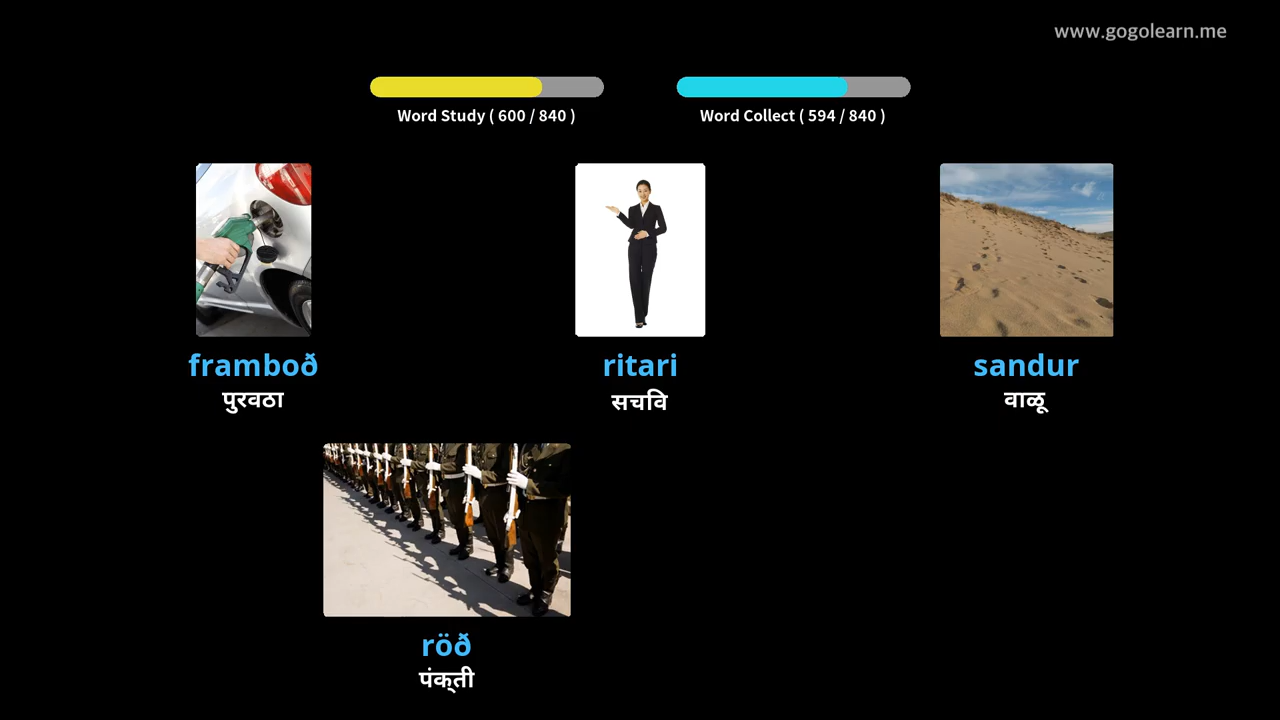 www.gogolearn.me
Word Study ( 600 / 840 )
Word Collect ( 594 / 840 )
framboð
पुरवठा
ritari
सचिव
sandur
वाळू
röð
पंक्ती